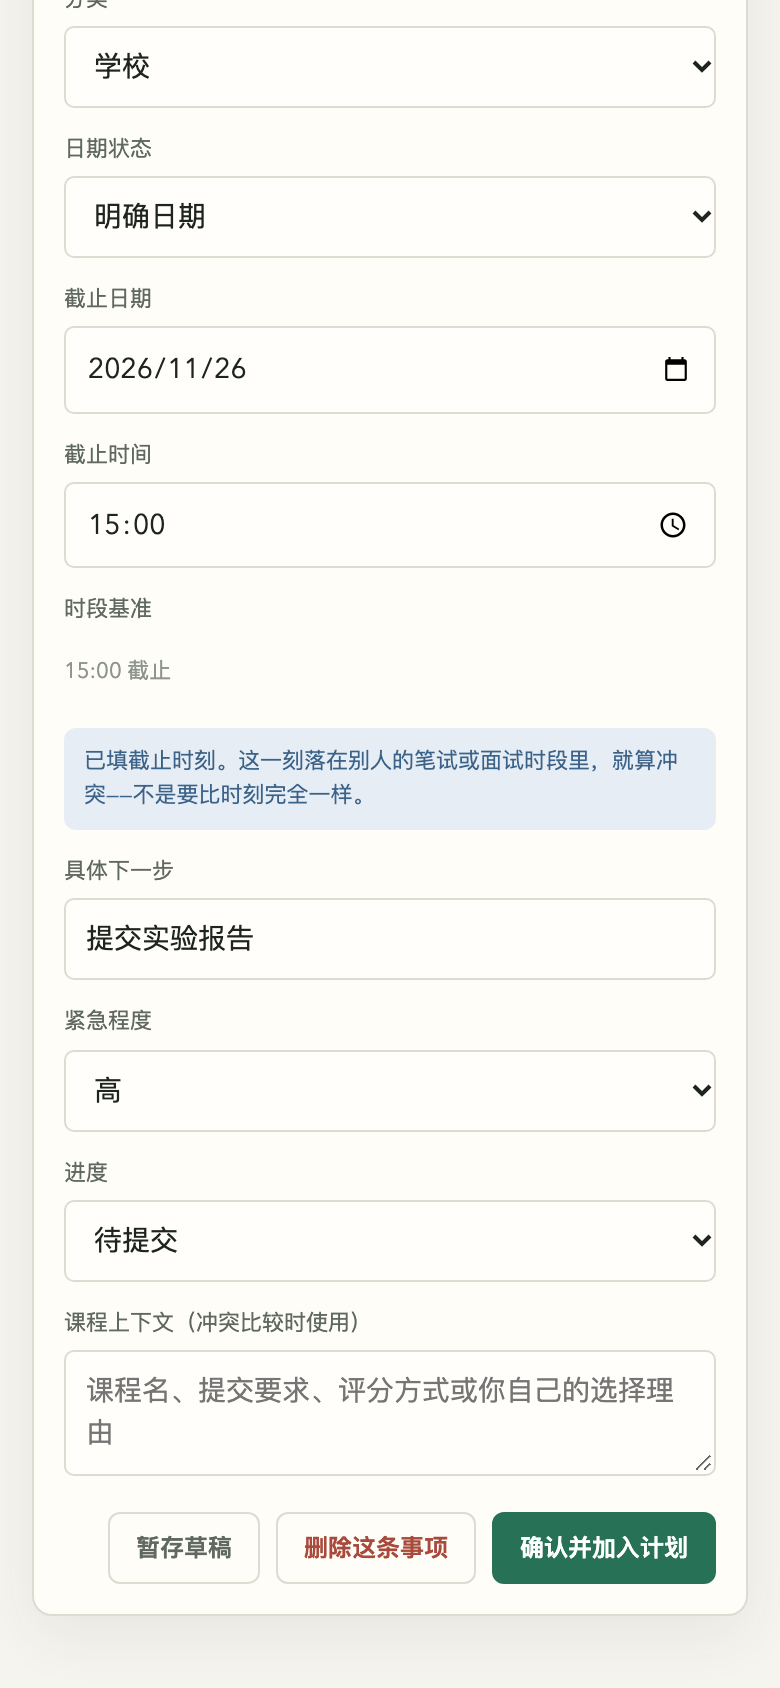 分类
学校
日期状态
明确日期
截止日期
2026/11/26
截止时间
15:00
时段基准
15:00 截止
已填截止时刻。这一刻落在别人的笔试或面试时段里，就算冲
突——不是要比时刻完全一样。
具体下一步
提交实验报告
紧急程度
高
进度
待提交
课程上下文（冲突比较时使用）
课程名、提交要求、评分方式或你自己的选择理
由
暂存草稿
删除这条事项
确认并加入计划